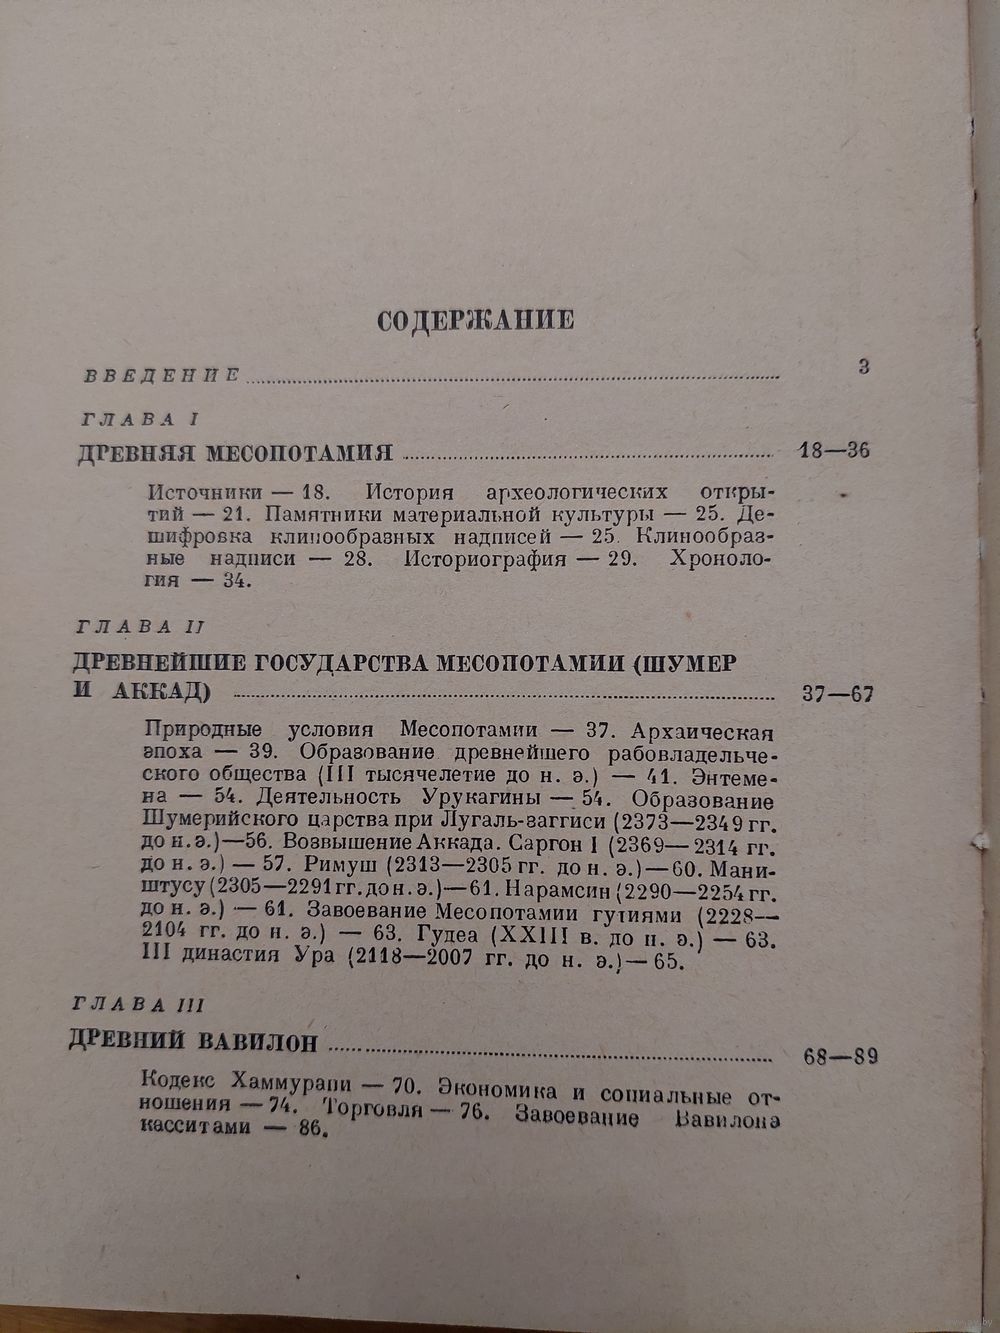 СОДЕРЖАНИЕ
ВВЕДЕНИЕ 3
ГЛАВА I
ДРЕВНЯЯ МЕСОПОТАМИЯ 18—36
Источники — 18. История археологических откры-
тий — 21. Памятники материальной культуры — 25. Де-
шифровка клинообразных надписей — 25. Клинообраз-
ные надписи — 28. Историография — 29. Хроноло-
гия — 34.
ГЛАВА II
ДРЕВНЕЙШИЕ ГОСУДАРСТВА МЕСОПОТАМИИ (ШУМЕР
И АККАД) 37—67
Природные условия Месопотамии — 37. Архаическая
эпоха — 39. Образование древнейшего рабовладельче-
ского общества (III тысячелетие до н. э.) — 41. Энтеме-
на — 54. Деятельность Урукагины — 54. Образование
Шумерийского царства при Лугаль-заггиси (2373—2349 гг.
до н. э.)—56. Возвышение Аккада. Саргон I (2369—2314 гг.
до н. э.) — 57. Римуш (2313—2305 гг. до н. э.)—60. Мани-
штусу (2305—2291 гг. до н. э.)—61. Нарамсин (2290—2254 гг.
до н. э.) — 61. Завоевание Месопотамии гутиями (2228—
2104 гг. до н. э.) — 63. Гудеа (XXIII в. до н. э.) — 63.
III династия Ура (2118—2007 гг. до н. э.)— 65.
ГЛАВА III
ДРЕВНИЙ ВАВИЛОН 68—89
Кодекс Хаммурапи — 70. Экономика и социальные от-
ношения — 74. Торговля — 76. Завоевание Вавилона
касситами — 86.
www.ay.by